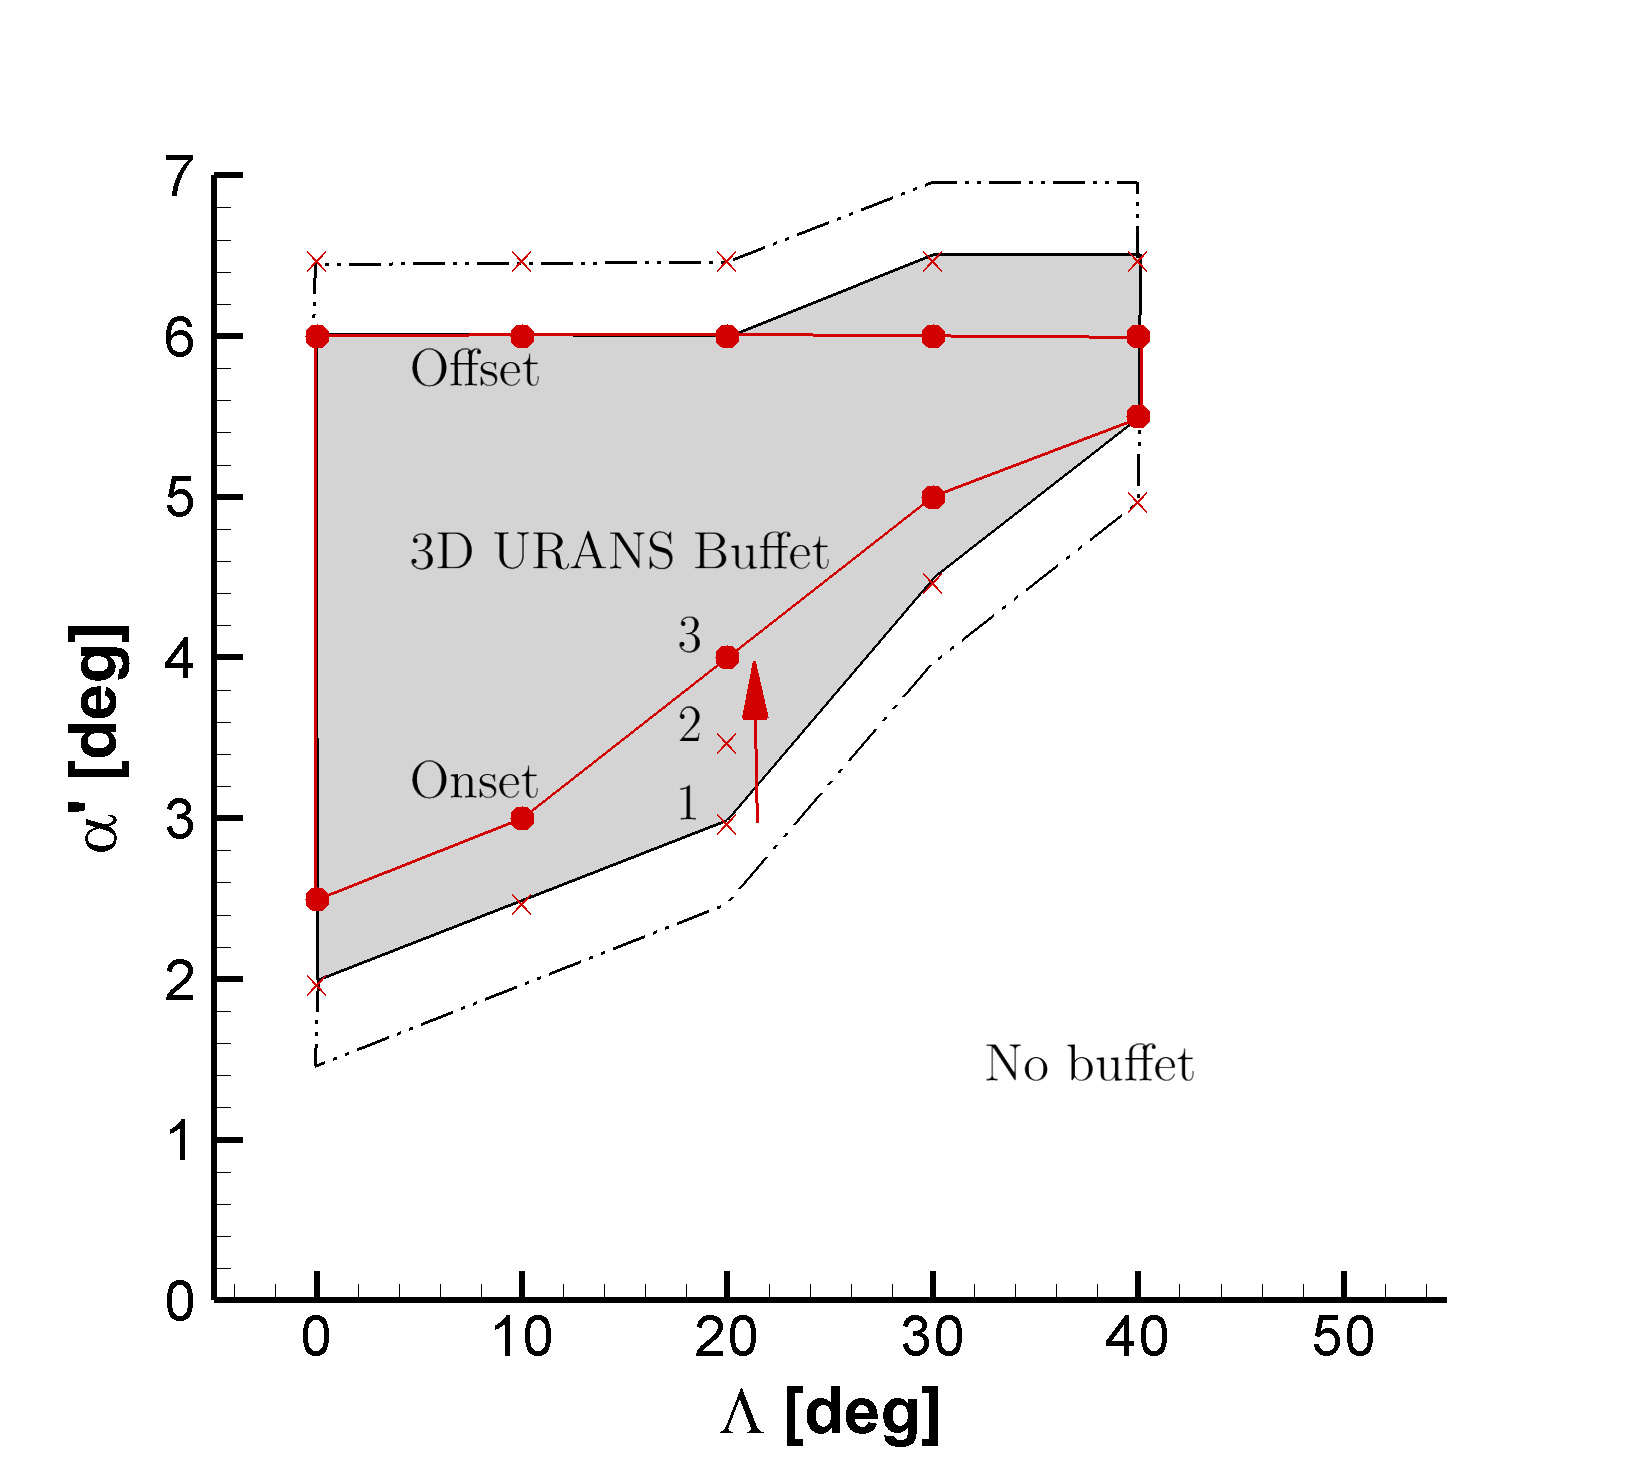 7
6
Offset
5
3D URANS Buffet
3
4
2
α' [deg]
Onset
1
3
2
No buffet
1
0
0 10 20 30 40 50
Λ [deg]